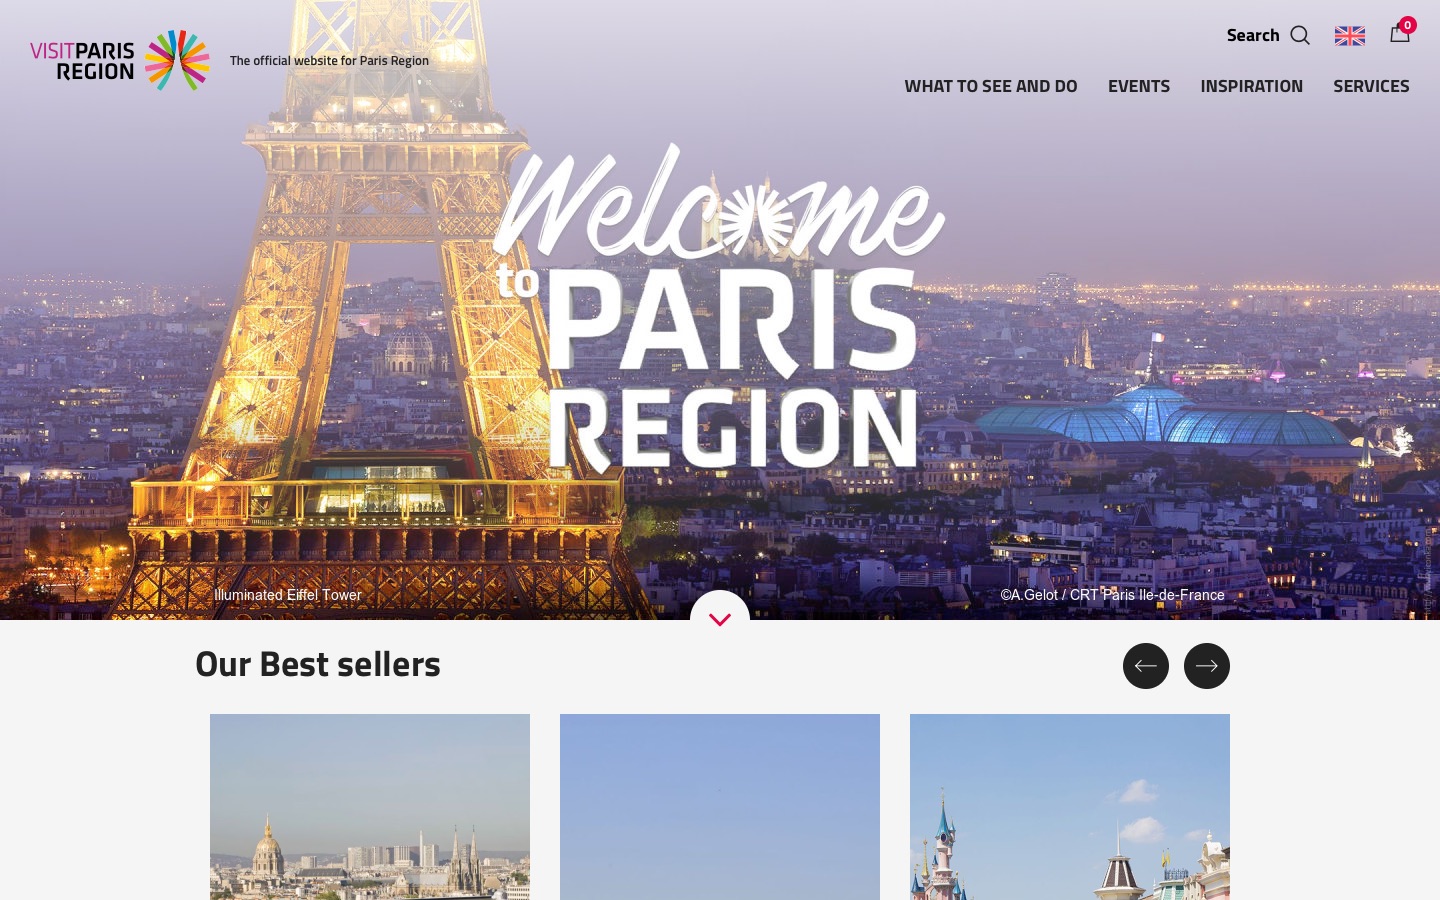 VISITPARIS
REGION
The official website for Paris Region
Search
0
WHAT TO SEE AND DO
EVENTS
INSPIRATION
SERVICES
Welcome
to PARIS
REGION
Illuminated Eiffel Tower
©A.Gelot / CRT Paris Ile-de-France
Our Best sellers